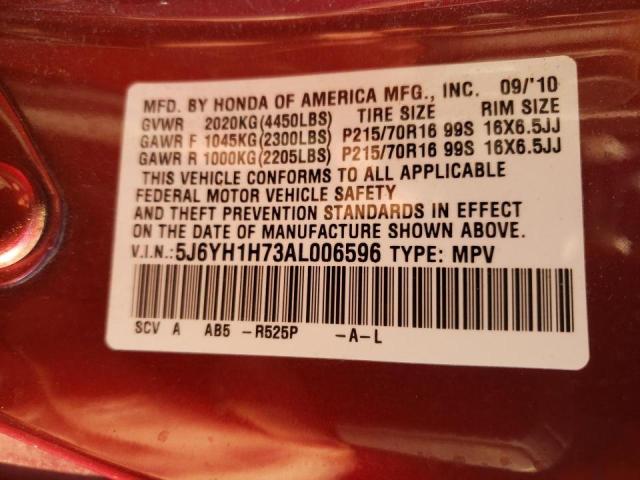 MFD. BY HONDA OF AMERICA MFG., INC. 09/'10
GVWR 2020KG(4450LBS) TIRE SIZE RIM SIZE
GAWR F 1045KG(2300LBS) P215/70R16 99S 16X6.5JJ
GAWR R 1000KG(2205LBS) P215/70R16 99S 16X6.5JJ
THIS VEHICLE CONFORMS TO ALL APPLICABLE
FEDERAL MOTOR VEHICLE SAFETY
AND THEFT PREVENTION STANDARDS IN EFFECT
ON THE DATE OF MANUFACTURE SHOWN ABOVE.
V.I.N.:5J6YH1H73AL006596 TYPE: MPV
SCV A AB5 -R525P -A-L